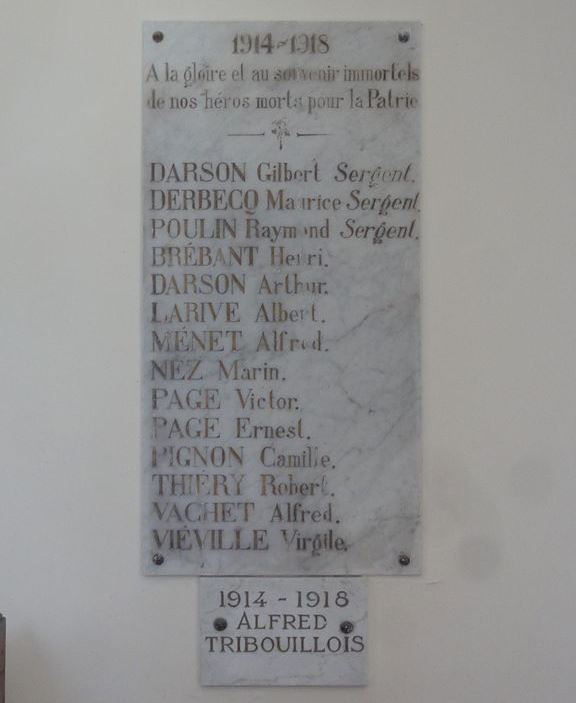 1914-1918
A la gloire et au souvenir immortels
de nos héros morts pour la Patrie
DARSON Gilbert Sergent.
DERBECQ Maurice Sergent.
POULIN Raymond Sergent.
BRÉBANT Henri.
DARSON Arthur.
LARIVE Albert.
MÉNET Alfred.
NEZ Marin.
PAGE Victor.
PAGE Ernest.
PIGNON Camille.
THIÉRY Robert.
VACHET Alfred.
VIÉVILLE Virgile.
1914 - 1918
ALFRED
TRIBOUILLOIS